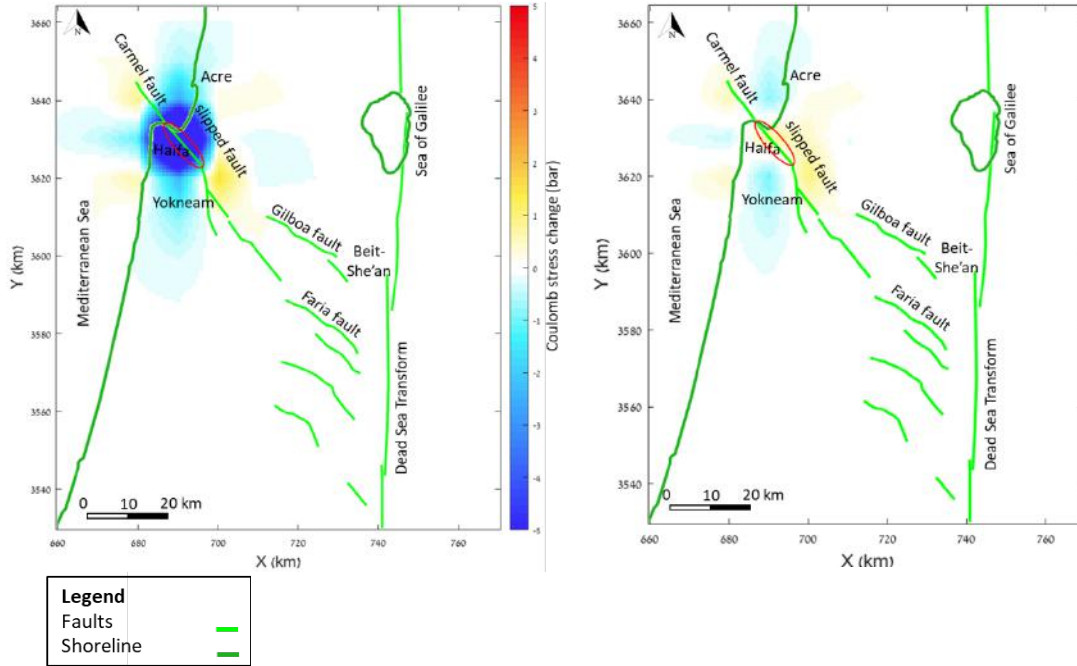 3660
3640
3620
3600
3580
3560
3540
Y (km)
660
680
700
720
740
760
X (km)
N
Carmel fault
Acre
slipped fault
Haifa
Yokneam
Mediterranean Sea
Gilboa fault
Beit-
She'an
Faria fault
Sea of Galilee
Dead Sea Transform
0 10 20 km
5
4
3
2
1
0
-1
-2
-3
-4
-5
Coulomb stress change (bar)
3660
3640
3620
3600
3580
3560
3540
Y (km)
660
680
700
720
740
760
X (km)
N
Carmel fault
Acre
slipped fault
Haifa
Yokneam
Mediterranean Sea
Gilboa fault
Beit-
She'an
Faria fault
Sea of Galilee
Dead Sea Transform
0 10 20 km
Legend
Faults
Shoreline